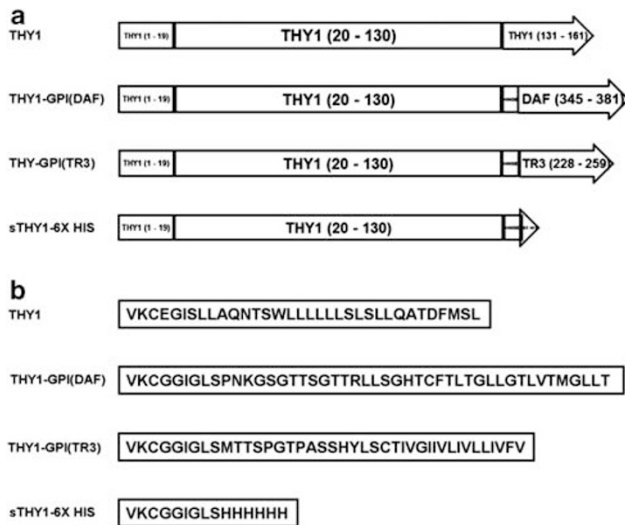 a
THY1 THY1 (1 - 19) THY1 (20 - 130) THY1 (131 - 161)
THY1-GPI(DAF) THY1 (1 - 19) THY1 (20 - 130) DAF (345 - 381)
THY-GPI(TR3) THY1 (1 - 19) THY1 (20 - 130) TR3 (228 - 259)
sTHY1-6X HIS THY1 (1 - 19) THY1 (20 - 130)
b
THY1 VKCEGISLLAQNTSWLLLLLLSLSLLQATDFMSL
THY1-GPI(DAF) VKCGGIGLSPNKGSGTTSGTTRLLSGHTCFTLTGLLGTLVTMGLLT
THY1-GPI(TR3) VKCGGIGLSMTTSPGTPASSHYLSCTIVGIIVLIVLLIVFV
sTHY1-6X HIS VKCGGIGLSHHHHHH